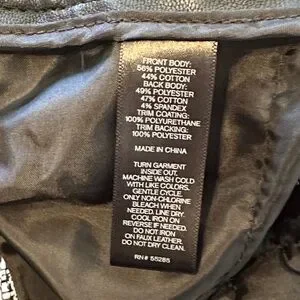 FRONT BODY:
56% POLYESTER
44% COTTON
BACK BODY:
49% POLYESTER
47% COTTON
4% SPANDEX
TRIM COATING:
100% POLYURETHANE
TRIM BACKING:
100% POLYESTER
MADE IN CHINA
TURN GARMENT
INSIDE OUT.
MACHINE WASH COLD
WITH LIKE COLORS.
GENTLE CYCLE
ONLY NON-CHLORINE
BLEACH WHEN
NEEDED. LINE DRY.
COOL IRON ON
REVERSE IF NEEDED.
DO NOT IRON
ON FAUX LEATHER.
DO NOT DRY CLEAN.
RN# 55285